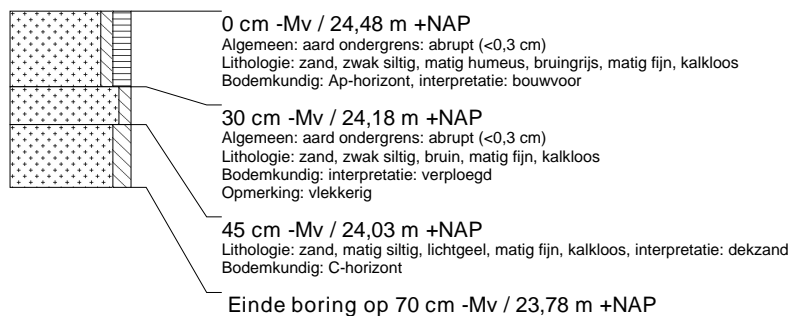 0 cm -Mv / 24,48 m +NAP
Algemeen: aard ondergrens: abrupt (<0,3 cm)
Lithologie: zand, zwak siltig, matig humeus, bruingrijs, matig fijn, kalkloos
Bodemkundig: Ap-horizont, interpretatie: bouwvoor
30 cm -Mv / 24,18 m +NAP
Algemeen: aard ondergrens: abrupt (<0,3 cm)
Lithologie: zand, zwak siltig, bruin, matig fijn, kalkloos
Bodemkundig: interpretatie: verploegd
Opmerking: vlekkerig
45 cm -Mv / 24,03 m +NAP
Lithologie: zand, matig siltig, lichtgeel, matig fijn, kalkloos, interpretatie: dekzand
Bodemkundig: C-horizont
Einde boring op 70 cm -Mv / 23,78 m +NAP